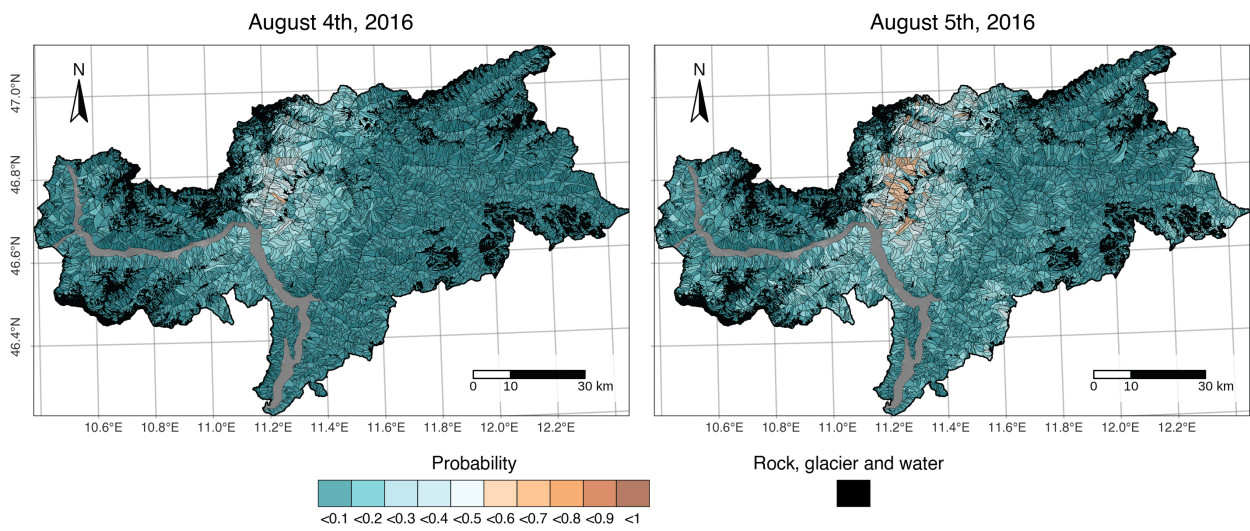 August 4th, 2016
August 5th, 2016
N
N
47.0°N
46.8°N
46.6°N
46.4°N
0 10 30 km
0 10 30 km
10.6°E 10.8°E 11.0°E 11.2°E 11.4°E 11.6°E 11.8°E 12.0°E 12.2°E
10.6°E 10.8°E 11.0°E 11.2°E 11.4°E 11.6°E 11.8°E 12.0°E 12.2°E
Probability
Rock, glacier and water
<0.1 <0.2 <0.3 <0.4 <0.5 <0.6 <0.7 <0.8 <0.9 <1